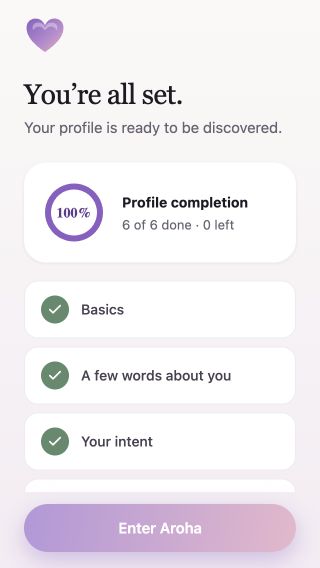 You’re all set.
Your profile is ready to be discovered.
100%
Profile completion
6 of 6 done · 0 left
Basics
A few words about you
Your intent
Enter Aroha